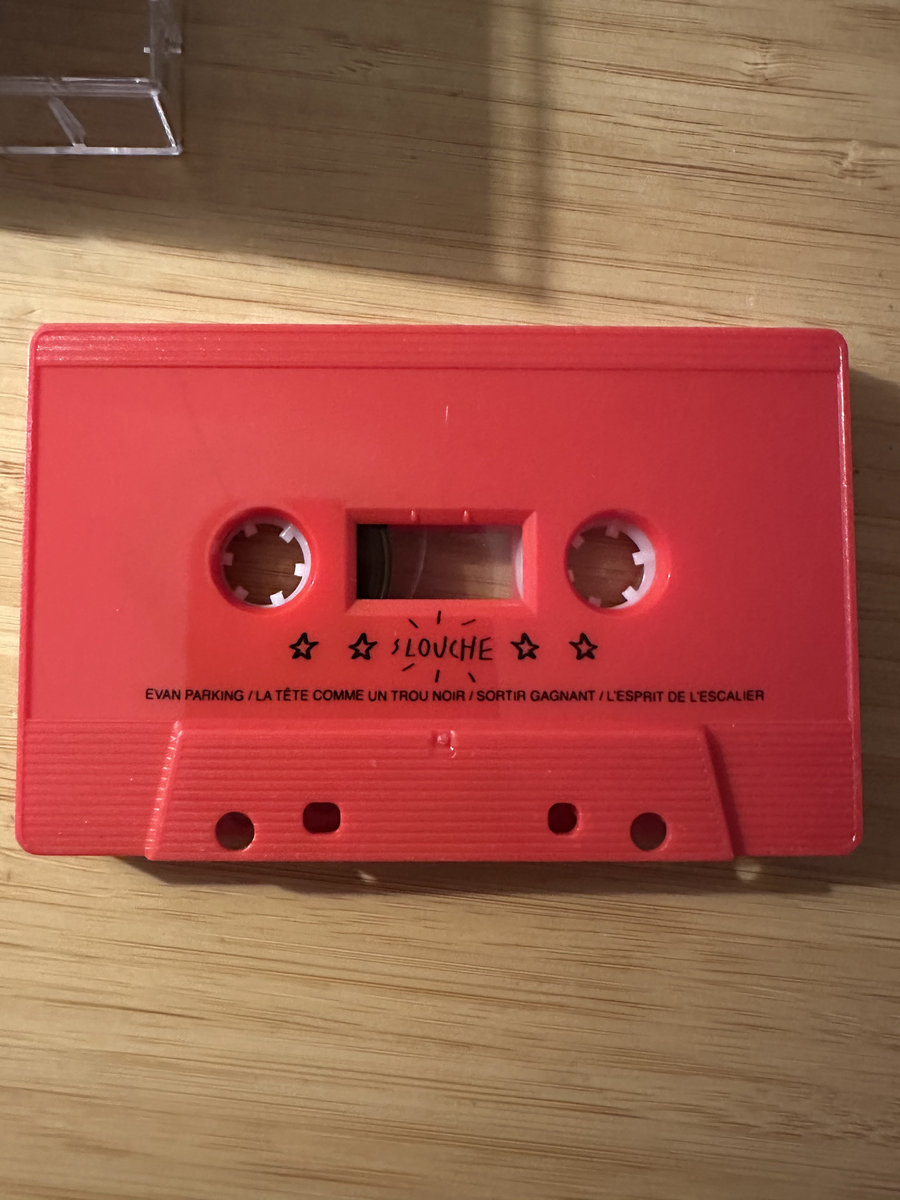 SLOUCHE
EVAN PARKING / LA TÊTE COMME UN TROU NOIR / SORTIR GAGNANT / L'ESPRIT DE L'ESCALIER